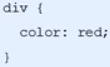 div {
  color: red;
}